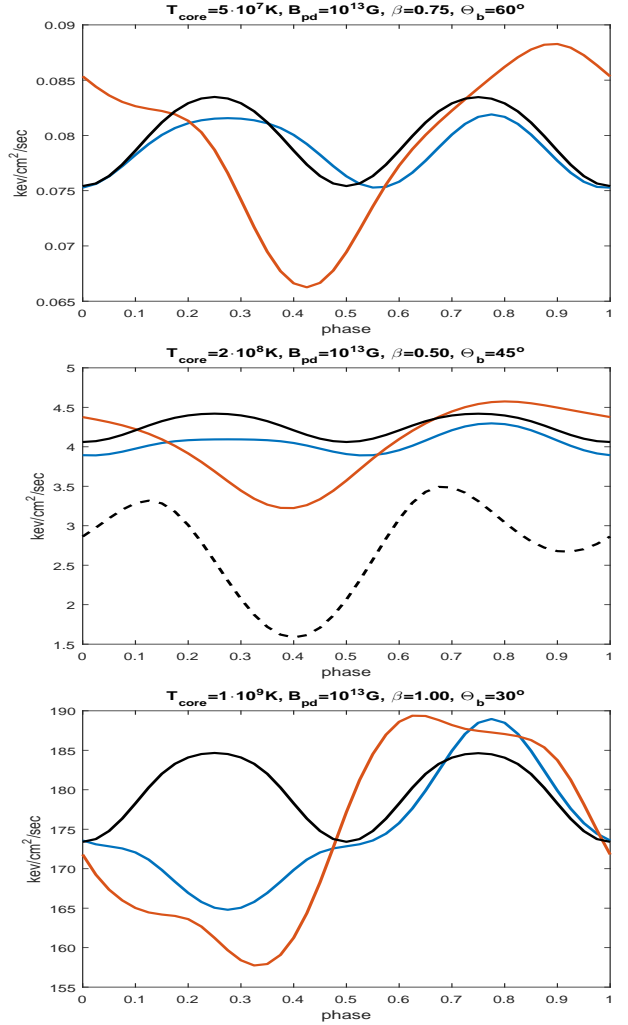 T_core=5·10^7K, B_pd=10^13G, β=0.75, Θ_b=60°
0.09
0.085
0.08
0.075
0.07
0.065
kev/cm²/sec
0 0.1 0.2 0.3 0.4 0.5 0.6 0.7 0.8 0.9 1
phase
T_core=2·10^8K, B_pd=10^13G, β=0.50, Θ_b=45°
5
4.5
4
3.5
3
2.5
2
1.5
kev/cm²/sec
0 0.1 0.2 0.3 0.4 0.5 0.6 0.7 0.8 0.9 1
phase
T_core=1·10^9K, B_pd=10^13G, β=1.00, Θ_b=30°
190
185
180
175
170
165
160
155
kev/cm²/sec
0 0.1 0.2 0.3 0.4 0.5 0.6 0.7 0.8 0.9 1
phase